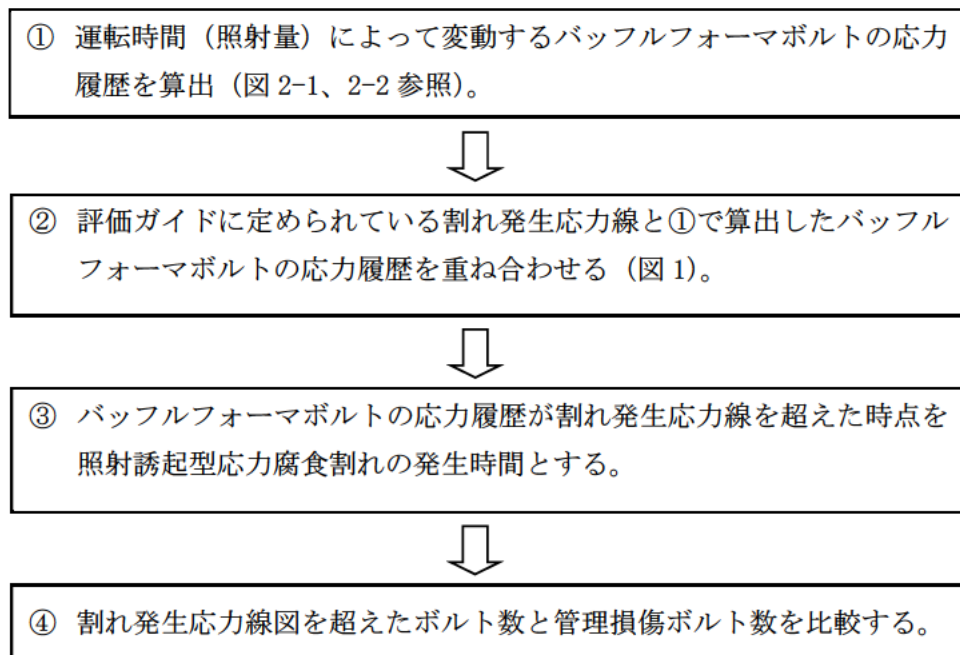 ① 運転時間（照射量）によって変動するバッフルフォーマボルトの応力
履歴を算出（図 2-1、2-2 参照）。
② 評価ガイドに定められている割れ発生応力線と①で算出したバッフル
フォーマボルトの応力履歴を重ね合わせる（図 1）。
③ バッフルフォーマボルトの応力履歴が割れ発生応力線を超えた時点を
照射誘起型応力腐食割れの発生時間とする。
④ 割れ発生応力線図を超えたボルト数と管理損傷ボルト数を比較する。